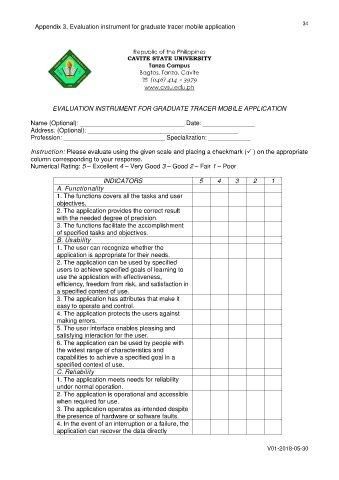 34
Appendix 3. Evaluation instrument for graduate tracer mobile application
Republic of the Philippines
CAVITE STATE UNIVERSITY
Tanza Campus
Bagtas, Tanza, Cavite
☏ (046) 414 – 3979
www.cvsu.edu.ph
EVALUATION INSTRUMENT FOR GRADUATE TRACER MOBILE APPLICATION
Name (Optional): ________________ Date: ________________
Address: (Optional): ________________
Profession: ________________ Specialization: ________________
Instruction: Please evaluate using the given scale and placing a checkmark (✓) on the appropriate
column corresponding to your response.
Numerical Rating: 5 – Excellent 4 – Very Good 3 – Good 2 – Fair 1 – Poor
INDICATORS 5 4 3 2 1
A. Functionality
1. The functions covers all the tasks and user
objectives.
2. The application provides the correct result
with the needed degree of precision.
3. The functions facilitate the accomplishment
of specified tasks and objectives.
B. Usability
1. The user can recognize whether the
application is appropriate for their needs.
2. The application can be used by specified
users to achieve specified goals of learning to
use the application with effectiveness,
efficiency, freedom from risk, and satisfaction in
a specified context of use.
3. The application has attributes that make it
easy to operate and control.
4. The application protects the users against
making errors.
5. The user interface enables pleasing and
satisfying interaction for the user.
6. The application can be used by people with
the widest range of characteristics and
capabilities to achieve a specified goal in a
specified context of use.
C. Reliability
1. The application meets needs for reliability
under normal operation.
2. The application is operational and accessible
when required for use.
3. The application operates as intended despite
the presence of hardware or software faults.
4. In the event of an interruption or a failure, the
application can recover the data directly
V01-2018-05-30